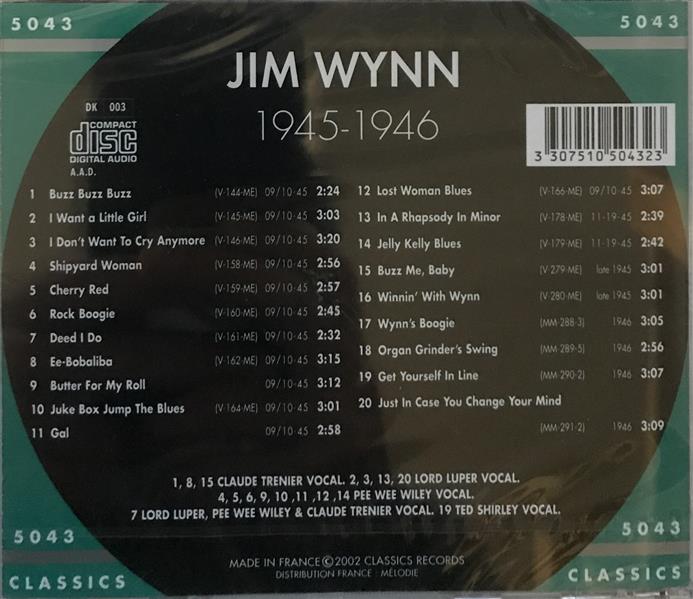 5043 5043
JIM WYNN
1945-1946
DK 003
COMPACT
disc
DIGITAL AUDIO
A.A.D.
3 307510 504323
1 Buzz Buzz Buzz (V-144-ME) 09/10-45 2:24
2 I Want a Little Girl (V-145-ME) 09/10-45 3:03
3 I Don't Want To Cry Anymore (V-146-ME) 09/10-45 3:20
4 Shipyard Woman (V-158-ME) 09/10-45 2:56
5 Cherry Red (V-159-ME) 09/10-45 2:57
6 Rock Boogie (V-160-ME) 09/10-45 2:45
7 Deed I Do (V-161-ME) 09/10-45 2:32
8 Ee-Bobaliba (V-162-ME) 09/10-45 3:15
9 Butter For My Roll 09/10-45 3:12
10 Juke Box Jump The Blues (V-164-ME) 09/10-45 3:01
11 Gal 09/10-45 2:58
12 Lost Woman Blues (V-166-ME) 09/10-45 3:07
13 In A Rhapsody In Minor (V-178-ME) 11-19-45 2:39
14 Jelly Kelly Blues (V-179-ME) 11-19-45 2:42
15 Buzz Me, Baby (V-279-ME) late 1945 3:01
16 Winnin' With Wynn (V-280-ME) late 1945 3:01
17 Wynn's Boogie (MM-288-3) 1946 3:05
18 Organ Grinder's Swing (MM-289-5) 1946 2:56
19 Get Yourself In Line (MM-290-2) 1946 3:07
20 Just In Case You Change Your Mind
(MM-291-2) 1946 3:09
1, 8, 15 CLAUDE TRENIER VOCAL. 2, 3, 13, 20 LORD LUPER VOCAL.
4, 5, 6, 9, 10 ,11 ,12 ,14 PEE WEE WILEY VOCAL.
7 LORD LUPER, PEE WEE WILEY & CLAUDE TRENIER VOCAL. 19 TED SHIRLEY VOCAL.
5043 5043
MADE IN FRANCE ©2002 CLASSICS RECORDS
DISTRIBUTION FRANCE : MÉLODIE
CLASSICS CLASSICS